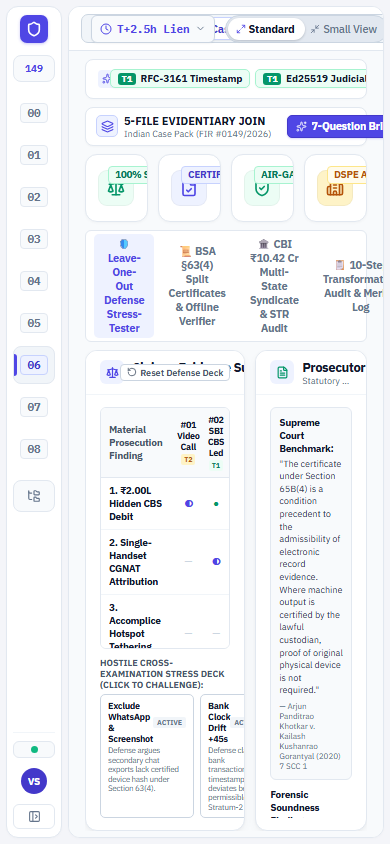 T+2.5h Lien
Standard
Small View
149
T1 RFC-3161 Timestamp
T1 Ed25519 Judicial
5-FILE EVIDENTIARY JOIN
Indian Case Pack (FIR #0149/2026)
7-Question Bri
00
01
02
03
04
05
06
07
08
100% S
CERTIF
AIR-GA
DSPE A
Leave-
One-
Out
Defense
Stress-
Tester
BSA
§63(4)
Split
Certificates
& Offline
Verifier
CBI
₹10.42 Cr
Multi-
State
Syndicate
& STR
Audit
10-Ste
Transformat
Audit & Mer
Log
Reset Defense Deck
Material
Prosecution
Finding
#01
Video
Call
T2
#02
SBI
CBS
Led
T1
1. ₹2.00L
Hidden CBS
Debit
2. Single-
Handset
CGNAT
Attribution
—
3.
Accomplice
Hotspot
Tethering
—
—
HOSTILE CROSS-
EXAMINATION STRESS DECK
(CLICK TO CHALLENGE):
Exclude
WhatsApp
&
Screenshot
ACTIVE
Defense argues
secondary chat
exports lack certified
device hash under
Section 63(4).
Bank
Clock
Drift
+45s
AC
Defense cl
bank
transaction
timestamp
deviates b
permissibl
Stratum-2
Prosecutor
Statutory ...
Supreme
Court
Benchmark:
"The certificate
under Section
65B(4) is a
condition
precedent to
the
admissibility of
electronic
record
evidence.
Where machine
output is
certified by the
lawful
custodian,
proof of original
physical device
is not
required."
— Arjun
Panditrao
Khotkar v.
Kailash
Kushanrao
Gorantyal (2020)
7 SCC 1
Forensic
Soundness
VS